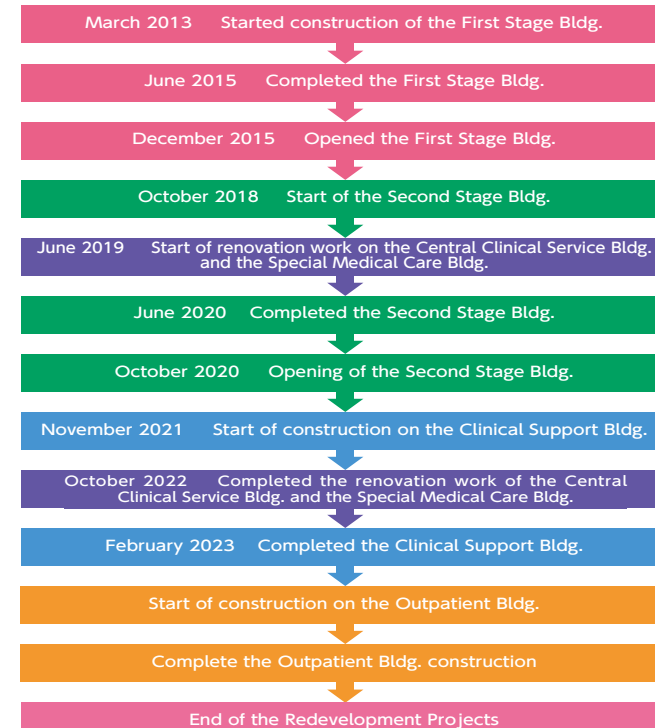 March 2013 Started construction of the First Stage Bldg.
June 2015 Completed the First Stage Bldg.
December 2015 Opened the First Stage Bldg.
October 2018 Start of the Second Stage Bldg.
June 2019 Start of renovation work on the Central Clinical Service Bldg.
and the Special Medical Care Bldg.
June 2020 Completed the Second Stage Bldg.
October 2020 Opening of the Second Stage Bldg.
November 2021 Start of construction on the Clinical Support Bldg.
October 2022 Completed the renovation work of the Central
Clinical Service Bldg. and the Special Medical Care Bldg.
February 2023 Completed the Clinical Support Bldg.
Start of construction on the Outpatient Bldg.
Complete the Outpatient Bldg. construction
End of the Redevelopment Projects